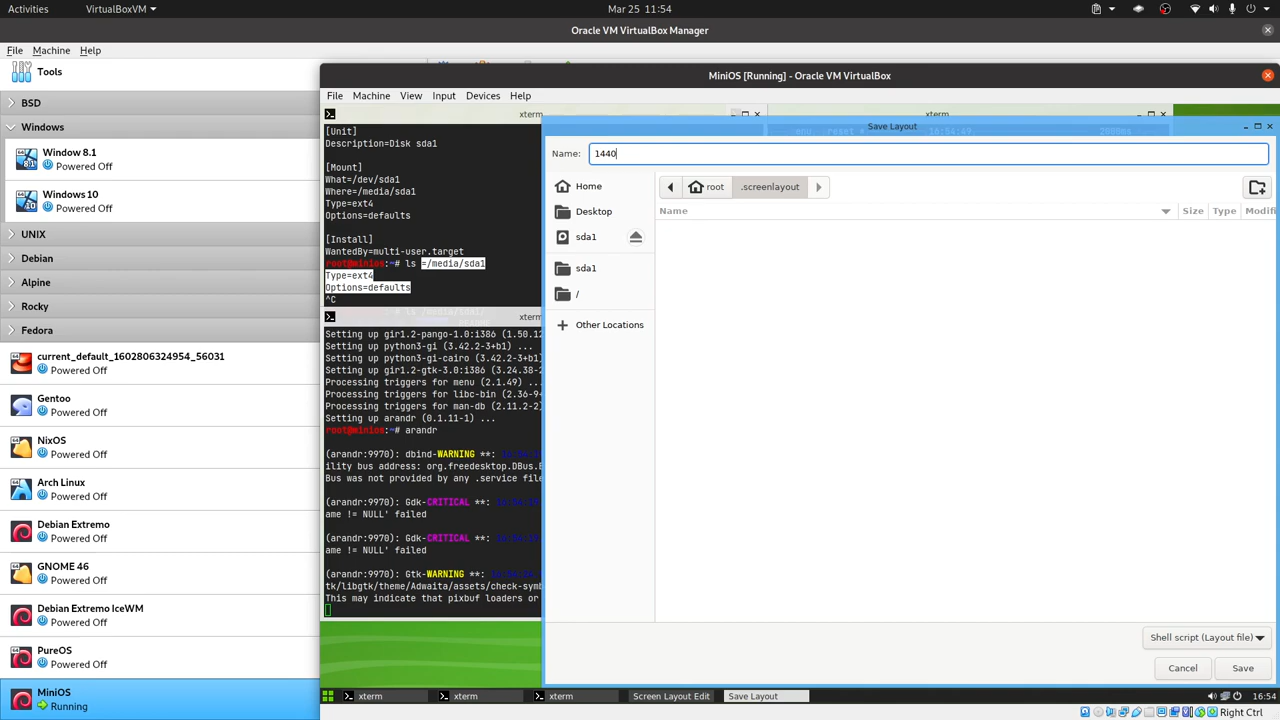 Activities
VirtualBoxVM
Mar 25 11:54
Oracle VM VirtualBox Manager
File Machine Help
Tools
BSD
Windows
Window 8.1
Powered Off
Windows 10
Powered Off
UNIX
Debian
Alpine
Rocky
Fedora
current_default_1602806324954_56031
Powered Off
Gentoo
Powered Off
NixOS
Powered Off
Arch Linux
Powered Off
Debian Extremo
Powered Off
GNOME 46
Powered Off
Debian Extremo IceWM
Powered Off
PureOS
Powered Off
MiniOS
Running
MiniOS [Running] - Oracle VM VirtualBox
File Machine View Input Devices Help
xterm
[Unit]
Description=Disk sda1
[Mount]
What=/dev/sda1
Where=/media/sda1
Type=ext4
Options=defaults
[Install]
WantedBy=multi-user.target
root@minios:~# ls =/media/sda1
Type=ext4
Options=defaults
^C
xterm
Setting up gir1.2-pango-1.0:i386 (1.50.12
Setting up python3-gi (3.42.2-3+b1) ...
Setting up python3-gi-cairo (3.42.2-3+b1)
Setting up gir1.2-gtk-3.0:i386 (3.24.38-2
Processing triggers for menu (2.1.49) ...
Processing triggers for libc-bin (2.36-9+
Processing triggers for man-db (2.11.2-2)
Setting up arandr (0.1.11-1) ...
root@minios:~# arandr
(arandr:9970): dbind-WARNING **:
ility bus address: org.freedesktop.DBus.E
Bus was not provided by any .service file
(arandr:9970): Gdk-CRITICAL **:
ame != NULL' failed
(arandr:9970): Gdk-CRITICAL **:
ame != NULL' failed
(arandr:9970): Gtk-WARNING **:
tk/libgtk/theme/Adwaita/assets/check-symb
This may indicate that pixbuf loaders or
xterm
Save Layout
Name: 1440
Home
Desktop
sda1
sda1
/
Other Locations
root
.screenlayout
Name Size Type Modifi
Shell script (Layout file)
Cancel
Save
xterm
xterm
xterm
Screen Layout Edit
Save Layout
16:54
Right Ctrl